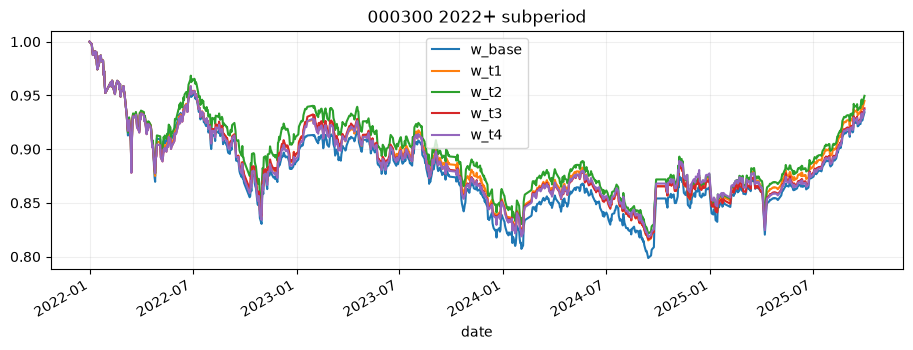 000300 2022+ subperiod
1.00
0.95
0.90
0.85
0.80
w_base
w_t1
w_t2
w_t3
w_t4
2022-01
2022-07
2023-01
2023-07
2024-01
2024-07
2025-01
2025-07
date